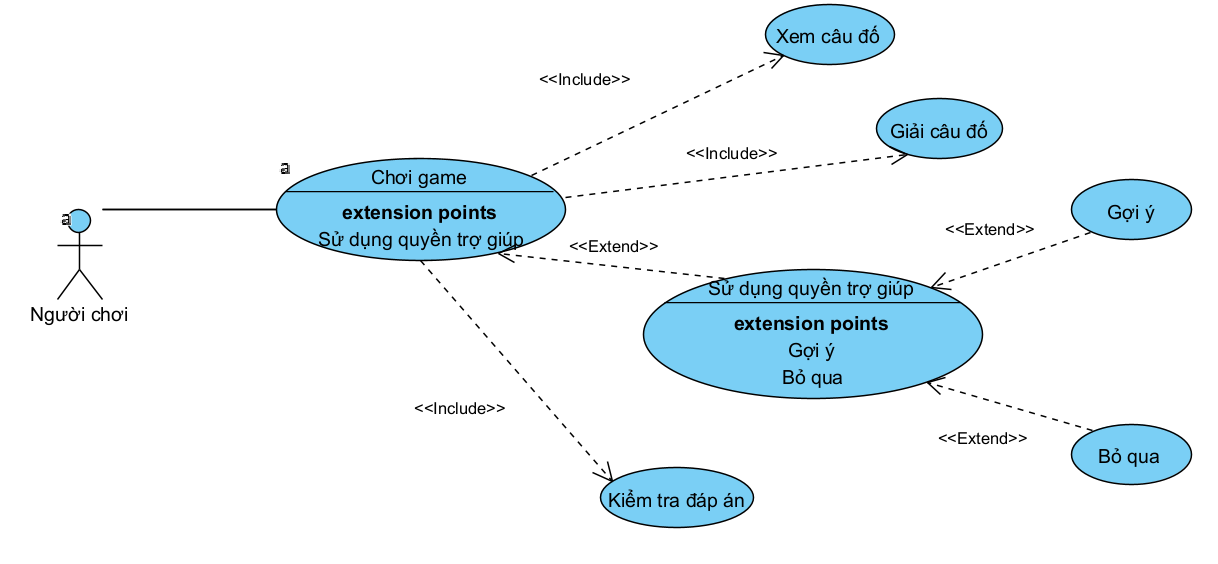 Xem câu đố
<<Include>>
Giải câu đố
<<Include>>
a
Chơi game
extension points
Sử dụng quyền trợ giúp
a
Người chơi
Gợi ý
<<Extend>>
<<Extend>>
Sử dụng quyền trợ giúp
extension points
Gợi ý
Bỏ qua
<<Include>>
<<Extend>>
Bỏ qua
Kiểm tra đáp án